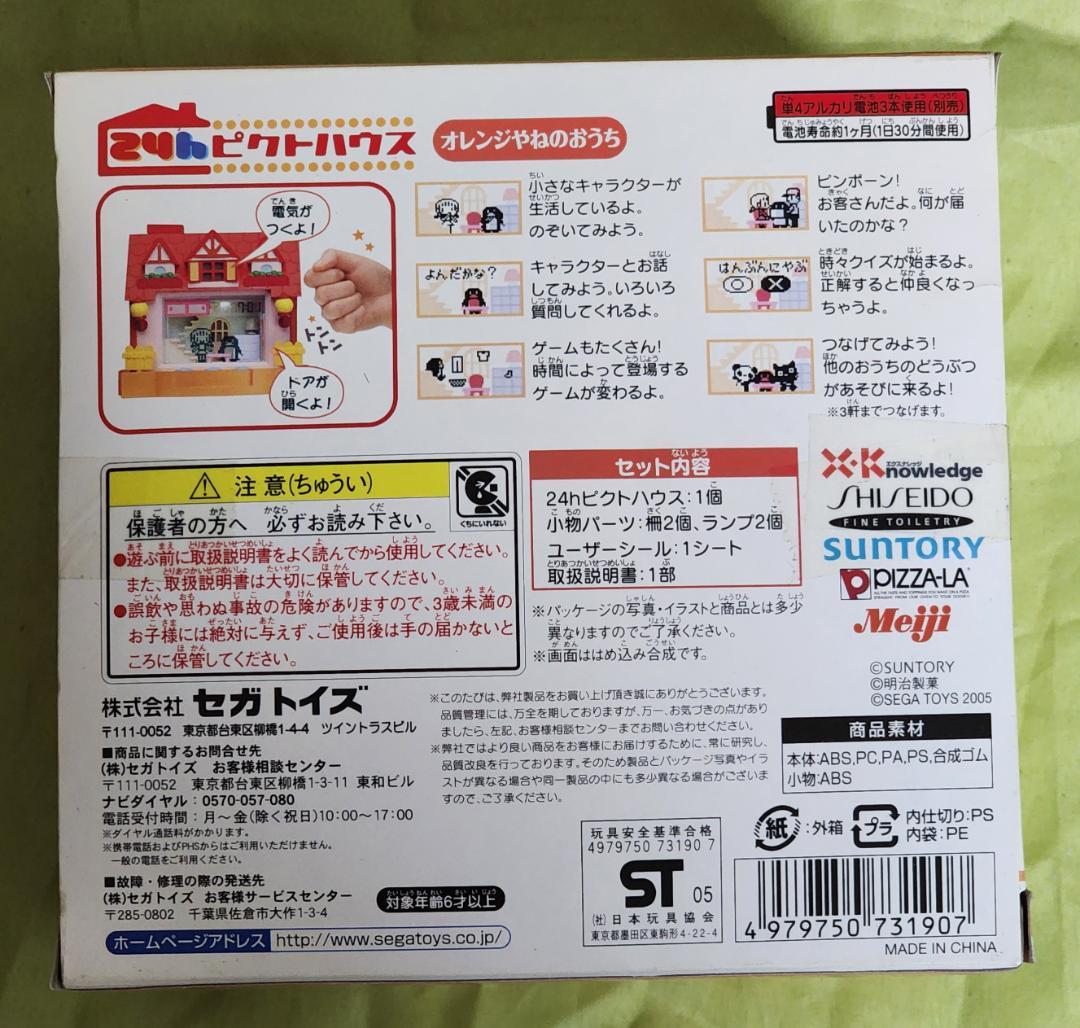 24hピクトハウス
オレンジやねのおうち
単4アルカリ電池3本使用(別売)
電池寿命約1ヶ月(1日30分間使用)
電気が
つくよ!
トントン
ドアが
開くよ!
小さなキャラクターが
生活しているよ。
のぞいてみよう。
よんだかな?
キャラクターとお話
してみよう。いろいろ
質問してくれるよ。
ゲームもたくさん!
時間によって登場する
ゲームが変わるよ。
ピンポーン!
お客さんだよ。何が届
いたのかな?
はんぶんにやぶ
時々クイズが始まるよ。
正解すると仲良くなっ
ちゃうよ。
つなげてみよう!
他のおうちのどうぶつ
があそびに来るよ!
※3軒までつなげます。
注意(ちゅうい)
くちにいれない
保護者の方へ 必ずお読み下さい。
●遊ぶ前に取扱説明書をよく読んでから使用してください。
また、取扱説明書は大切に保管してください。
●誤飲や思わぬ事故の危険がありますので、3歳未満の
お子様には絶対に与えず、ご使用後は手の届かないと
ころに保管してください。
セット内容
24hピクトハウス:1個
小物パーツ:柵2個、ランプ2個
ユーザーシール:1シート
取扱説明書:1部
※パッケージの写真・イラストと商品とは多少
異なりますのでご了承ください。
※画面ははめ込み合成です。
エクスナレッジ
X-Knowledge
SHISEIDO
FINE TOILETRY
SUNTORY
PIZZA-LA
Meiji
©SUNTORY
©明治製菓
©SEGA TOYS 2005
株式会社 セガトイズ
〒111-0052 東京都台東区柳橋1-4-4 ツイントラスビル
■商品に関するお問合せ先
(株)セガトイズ お客様相談センター
〒111-0052 東京都台東区柳橋1-3-11 東和ビル
ナビダイヤル:0570-057-080
電話受付時間:月～金(除く祝日)10:00～17:00
※ダイヤル通話料がかかります。
※携帯電話およびPHSからはご利用いただけません。
一般の電話をご利用ください。
■故障・修理の際の発送先
(株)セガトイズ お客様サービスセンター
〒285-0802 千葉県佐倉市大作1-3-4
対象年齢6才以上
ホームページアドレス http://www.segatoys.co.jp/
※このたびは、弊社製品をお買い上げ頂き誠にありがとうございます。
品質管理には、万全を期しておりますが、万一、お気づきの点があり
ましたら、左記、お客様相談センターまでお問い合わせください。
※弊社ではより良い商品をお客様にお届けするために、常に研究し、
品質改良を行っております。そのため製品とパッケージ写真やイラ
ストが異なる場合や同一製品の中にも多少異なる場合がございま
すので、ご了承ください。
商品素材
本体:ABS,PC,PA,PS,合成ゴム
小物:ABS
紙:外箱
プラ
内仕切り:PS
内袋:PE
玩具安全基準合格
4979750 73190 7
ST 05
(社)日本玩具協会
東京都墨田区東駒形4-22-4
4 979750 731907
MADE IN CHINA